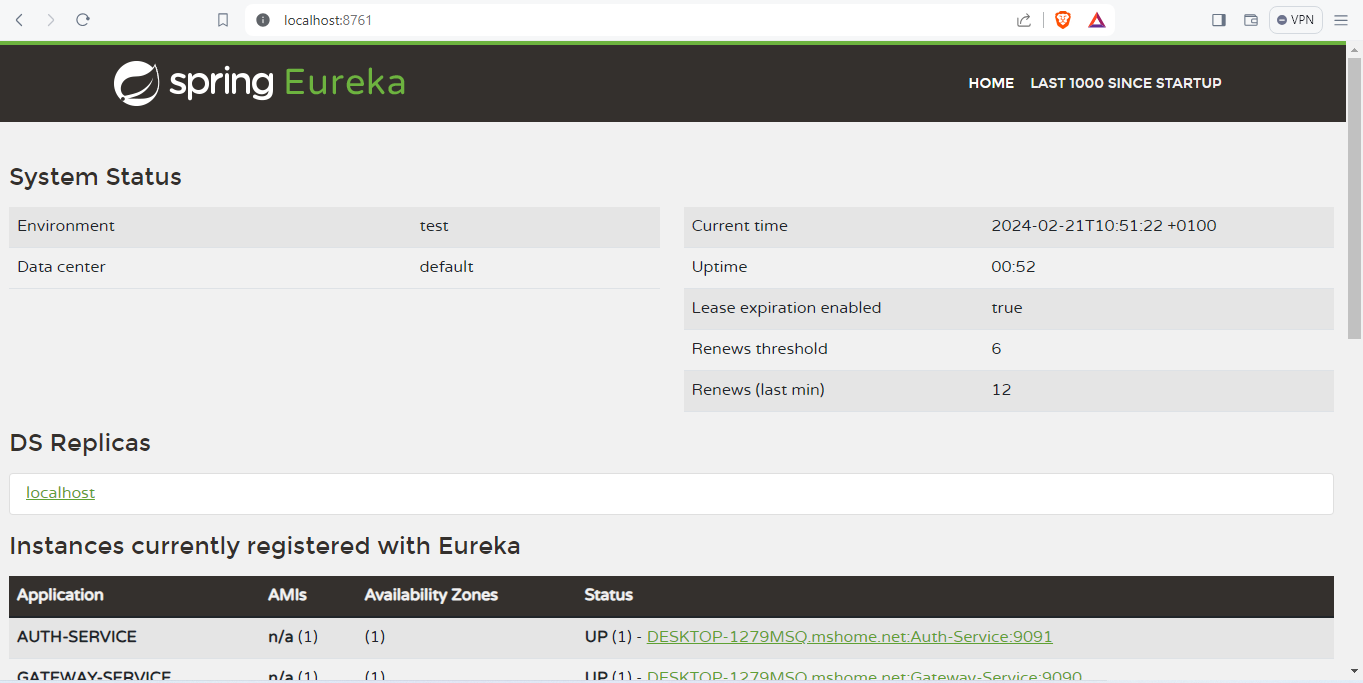 localhost:8761
VPN
spring Eureka
HOME LAST 1000 SINCE STARTUP
System Status
Environment test
Data center default
Current time 2024-02-21T10:51:22 +0100
Uptime 00:52
Lease expiration enabled true
Renews threshold 6
Renews (last min) 12
DS Replicas
localhost
Instances currently registered with Eureka
Application AMIs Availability Zones Status
AUTH-SERVICE n/a (1) (1) UP (1) - DESKTOP-1279MSQ.mshome.net:Auth-Service:9091
GATEWAY-SERVICE n/a (1) (1) UP (1) - DESKTOP-1279MSQ.mshome.net:Gateway-Service:9090